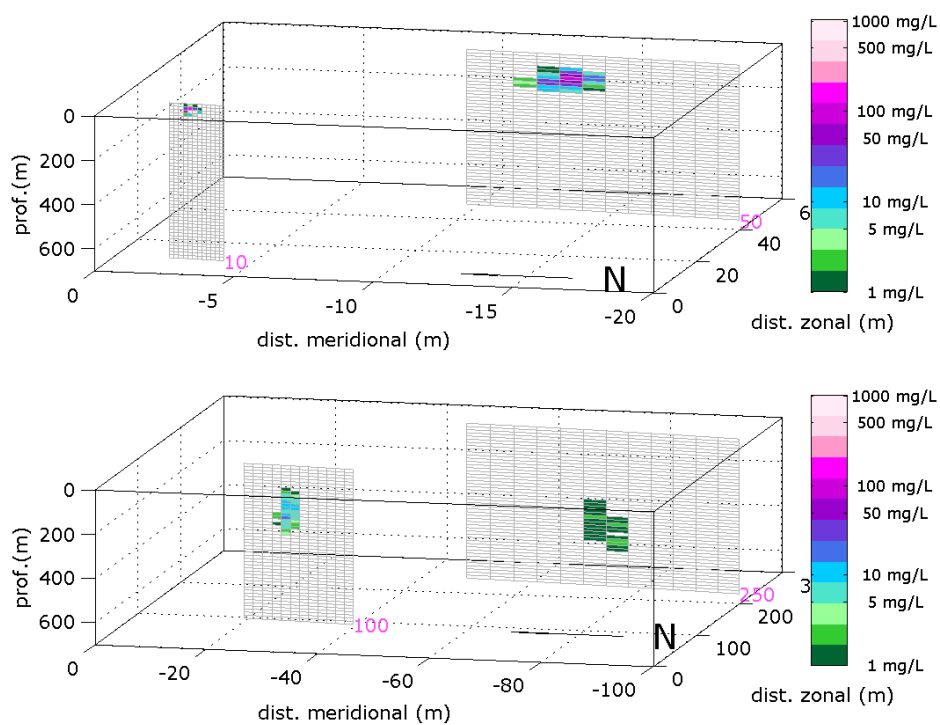 1000 mg/L
500 mg/L
100 mg/L
50 mg/L
10 mg/L
5 mg/L
1 mg/L
0
200
400
600
prof.(m)
10
50
0
-5
-10
-15
-20
N
0
20
40
6
dist. meridional (m)
dist. zonal (m)
1000 mg/L
500 mg/L
100 mg/L
50 mg/L
10 mg/L
5 mg/L
1 mg/L
0
200
400
600
prof.(m)
100
250
0
-20
-40
-60
-80
-100
N
0
100
200
3
dist. meridional (m)
dist. zonal (m)